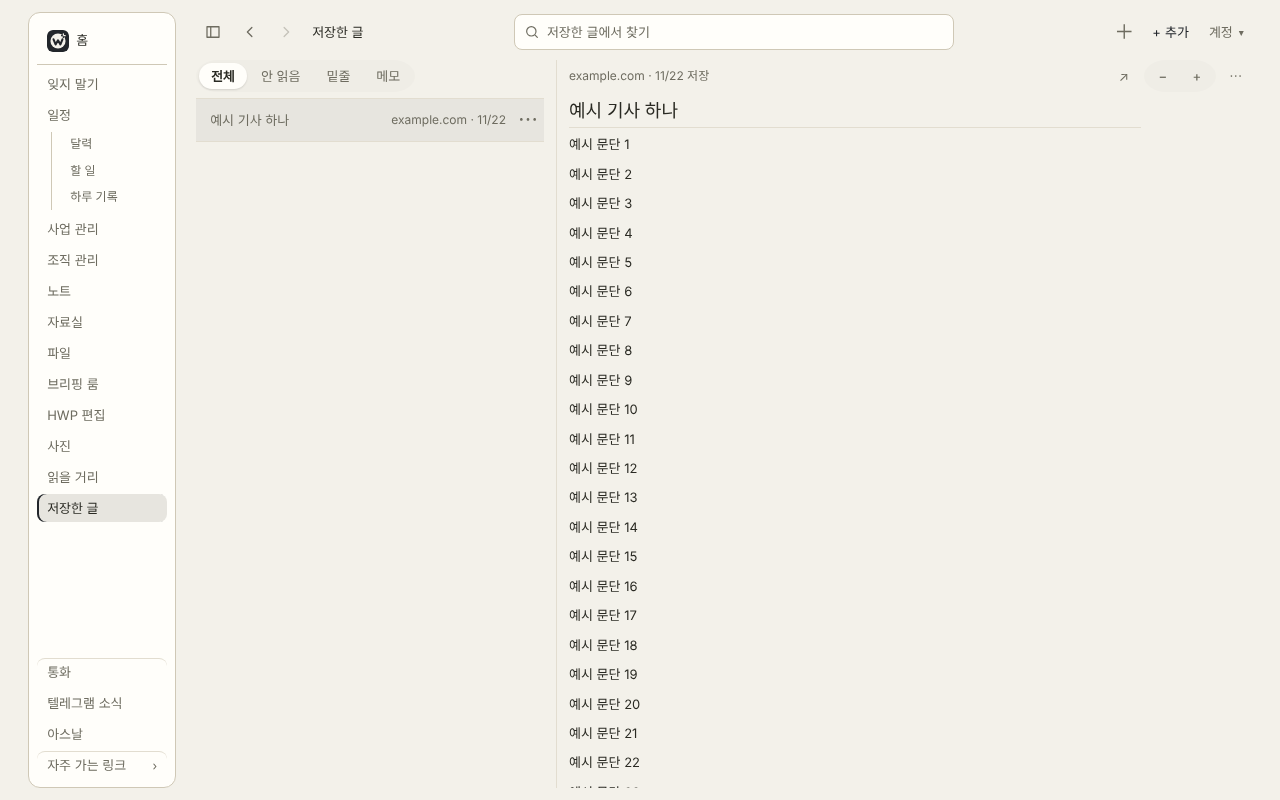 홈
잊지 말기
일정
달력
할 일
하루 기록
사업 관리
조직 관리
노트
자료실
파일
브리핑 룸
HWP 편집
사진
읽을 거리
저장한 글
통화
텔레그램 소식
아스날
자주 가는 링크 ›
저장한 글
저장한 글에서 찾기
+ 추가
계정 ▾
전체 안 읽음 밑줄 메모
예시 기사 하나 example.com · 11/22 ···
example.com · 11/22 저장
↗ − + ···
예시 기사 하나
예시 문단 1
예시 문단 2
예시 문단 3
예시 문단 4
예시 문단 5
예시 문단 6
예시 문단 7
예시 문단 8
예시 문단 9
예시 문단 10
예시 문단 11
예시 문단 12
예시 문단 13
예시 문단 14
예시 문단 15
예시 문단 16
예시 문단 17
예시 문단 18
예시 문단 19
예시 문단 20
예시 문단 21
예시 문단 22